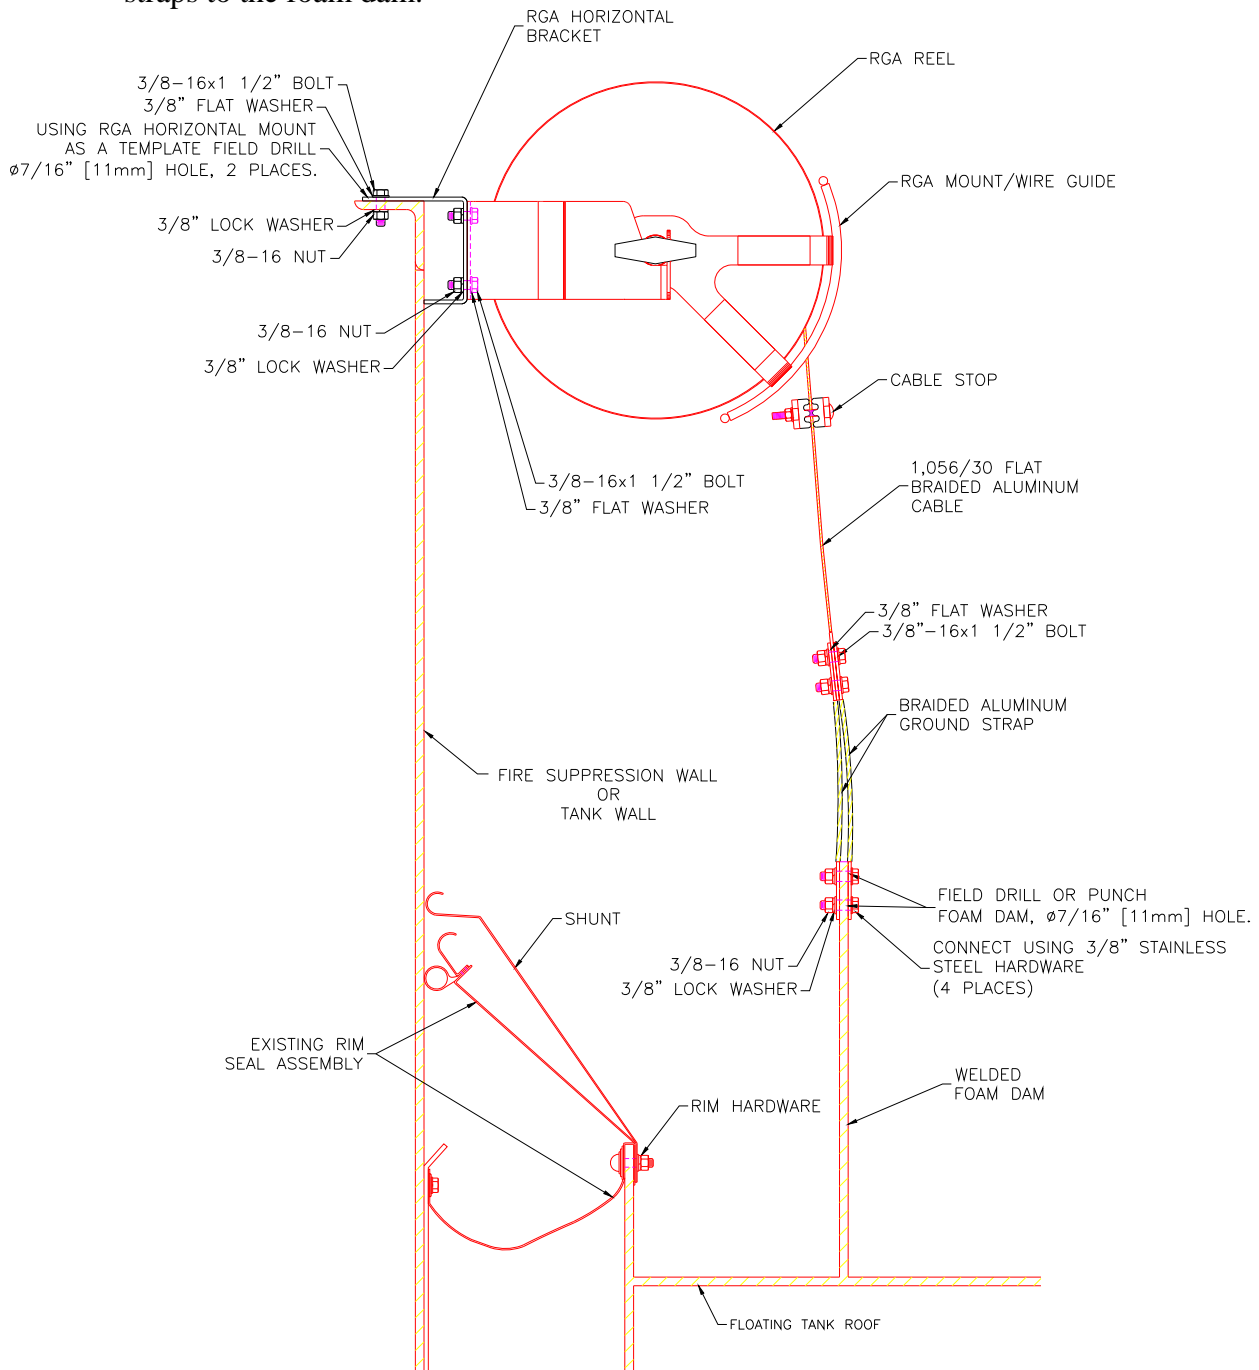 straps to the foam dam.
RGA HORIZONTAL
BRACKET
RGA REEL
3/8-16x1 1/2” BOLT
3/8” FLAT WASHER
USING RGA HORIZONTAL MOUNT
AS A TEMPLATE FIELD DRILL
ø7/16” [11mm] HOLE, 2 PLACES.
RGA MOUNT/WIRE GUIDE
3/8” LOCK WASHER
3/8-16 NUT
3/8-16 NUT
3/8” LOCK WASHER
CABLE STOP
3/8-16x1 1/2” BOLT
3/8” FLAT WASHER
1,056/30 FLAT
BRAIDED ALUMINUM
CABLE
3/8” FLAT WASHER
3/8”-16x1 1/2” BOLT
BRAIDED ALUMINUM
GROUND STRAP
FIRE SUPPRESSION WALL
OR
TANK WALL
FIELD DRILL OR PUNCH
FOAM DAM, ø7/16” [11mm] HOLE.
SHUNT
CONNECT USING 3/8” STAINLESS
STEEL HARDWARE
(4 PLACES)
3/8-16 NUT
3/8” LOCK WASHER
EXISTING RIM
SEAL ASSEMBLY
WELDED
FOAM DAM
RIM HARDWARE
FLOATING TANK ROOF